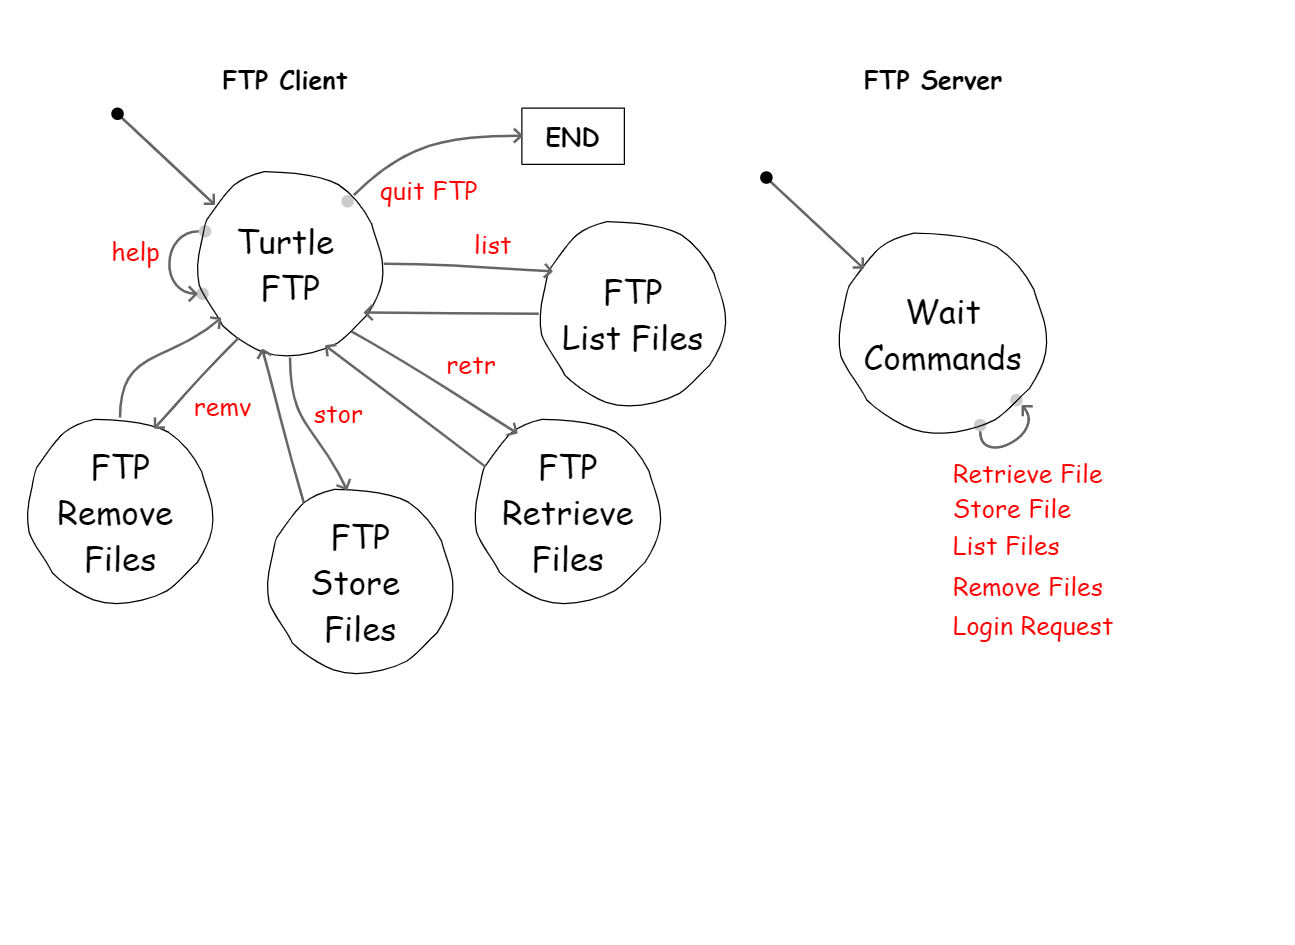 FTP Client
FTP Server
END
quit FTP
help
Turtle
FTP
list
FTP
List Files
Wait
Commands
retr
remv
stor
FTP
Remove
Files
FTP
Store
Files
FTP
Retrieve
Files
Retrieve File
Store File
List Files
Remove Files
Login Request